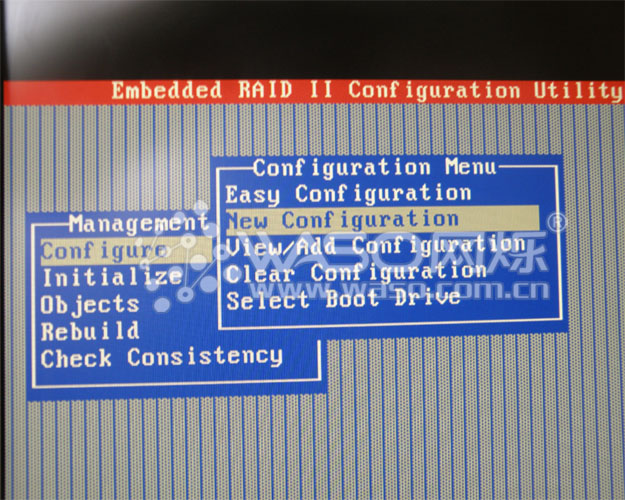 Embedded RAID II Configuration Utility
Configuration Menu
Easy Configuration
New Configuration
View/Add Configuration
Clear Configuration
Select Boot Drive
Management
Configure
Initialize
Objects
Rebuild
Check Consistency
WASO网烁®
www.waso.com.cn